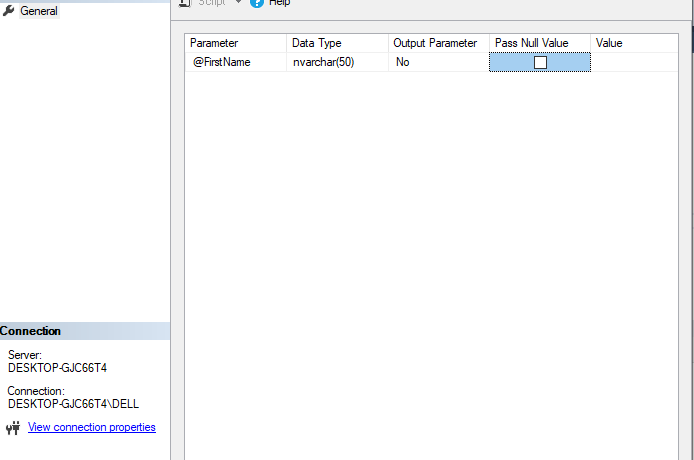 General
Script Help
Parameter Data Type Output Parameter Pass Null Value Value
@FirstName nvarchar(50) No
Connection
Server:
DESKTOP-GJC66T4
Connection:
DESKTOP-GJC66T4\DELL
View connection properties